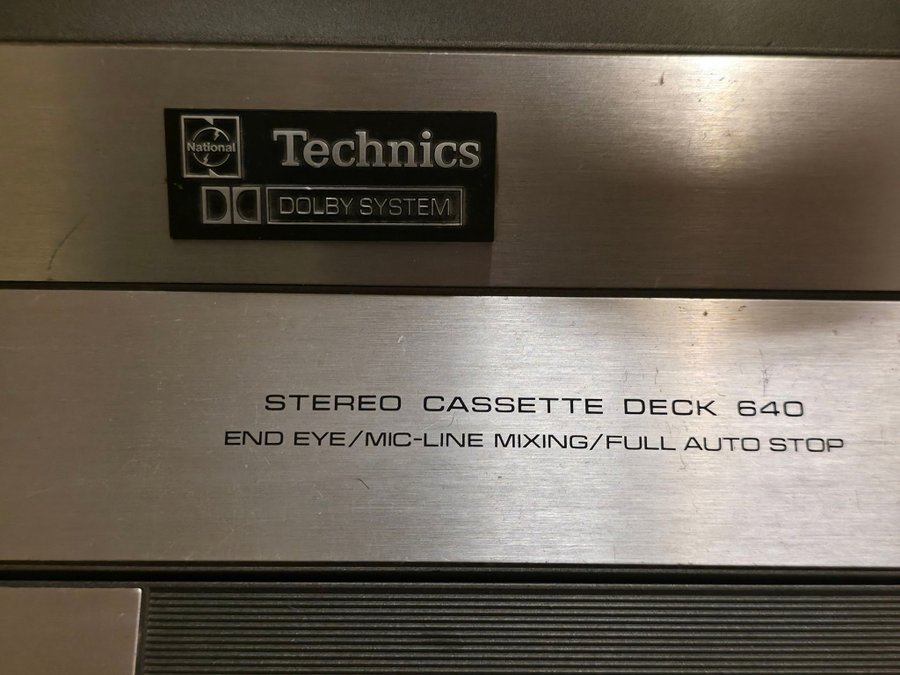 National
Technics
DOLBY SYSTEM
STEREO CASSETTE DECK 640
END EYE/MIC-LINE MIXING/FULL AUTO STOP